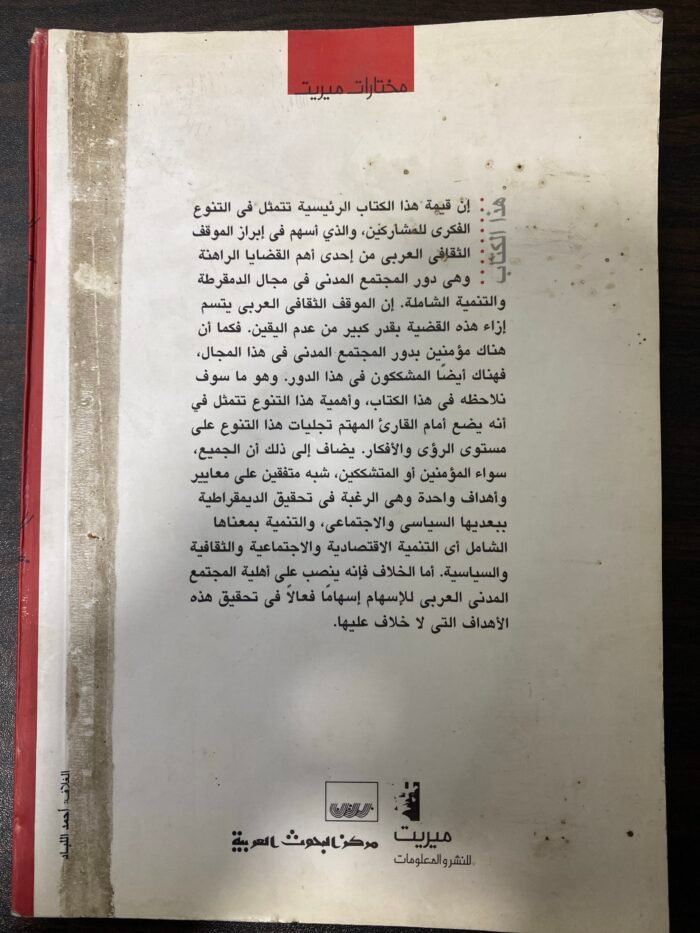 مختارات ميريت
هذا الكتاب
إن قيمة هذا الكتاب الرئيسية تتمثل فى التنوع
الفكرى للمشاركين، والذي أسهم فى إبراز الموقف
الثقافى العربى من إحدى أهم القضايا الراهنة
وهى دور المجتمع المدنى فى مجال الدمقرطة
والتنمية الشاملة. إن الموقف الثقافى العربى يتسم
إزاء هذه القضية بقدر كبير من عدم اليقين. فكما أن
هناك مؤمنين بدور المجتمع المدنى فى هذا المجال،
فهناك أيضًا المشككون فى هذا الدور. وهو ما سوف
نلاحظه فى هذا الكتاب، وأهمية هذا التنوع تتمثل في
أنه يضع أمام القارئ المهتم تجليات هذا التنوع على
مستوى الرؤى والأفكار. يضاف إلى ذلك أن الجميع،
سواء المؤمنين أو المتشككين، شبه متفقين على معايير
وأهداف واحدة وهى الرغبة فى تحقيق الديمقراطية
ببعديها السياسى والاجتماعى، والتنمية بمعناها
الشامل أى التنمية الاقتصادية والاجتماعية والثقافية
والسياسية. أما الخلاف فإنه ينصب على أهلية المجتمع
المدنى العربى للإسهام إسهامًا فعالاً فى تحقيق هذه
الأهداف التى لا خلاف عليها.
ميريت
للنشر والمعلومات
مركز البحوث العربية
الغلاف: أحمد اللباد